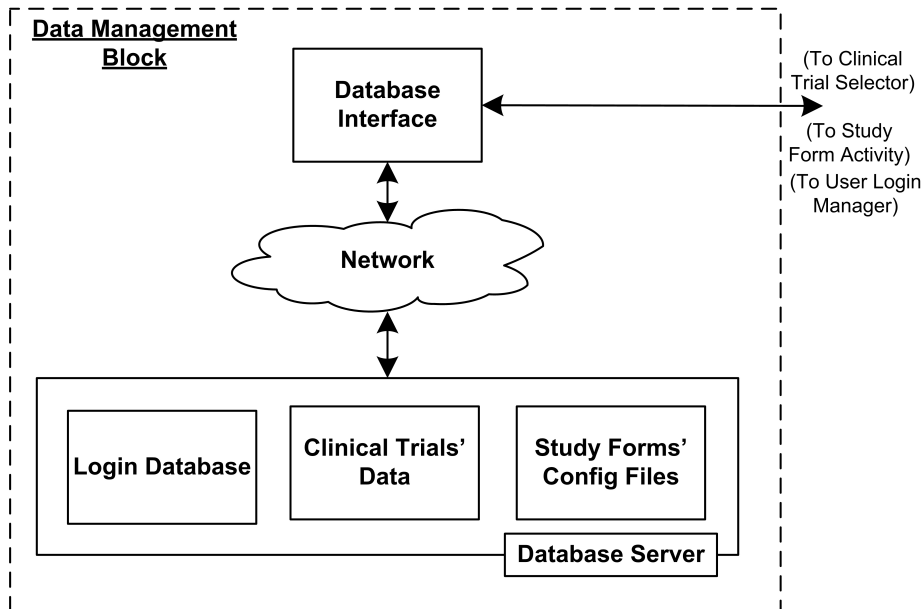 Data Management
Block
Database
Interface
(To Clinical
Trial Selector)
(To Study
Form Activity)
(To User Login
Manager)
Network
Login Database
Clinical Trials’
Data
Study Forms’
Config Files
Database Server